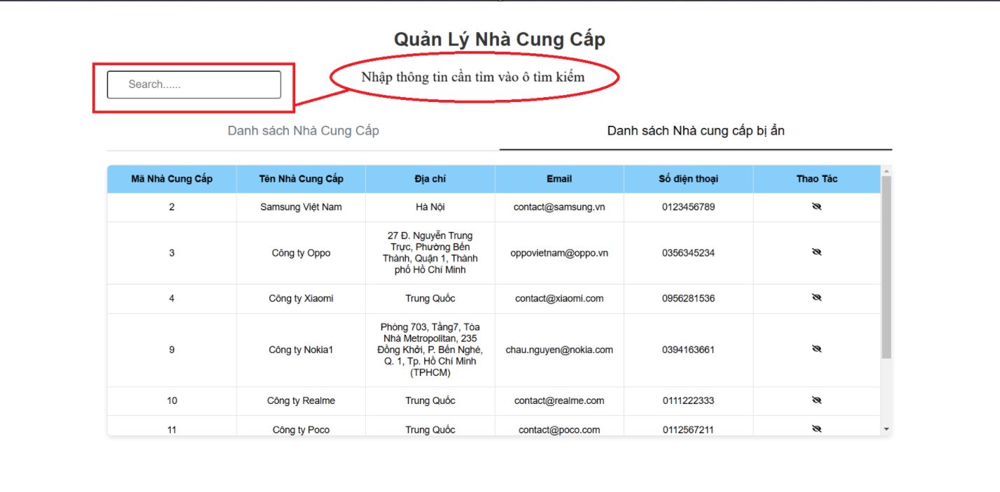 Quản Lý Nhà Cung Cấp
Nhập thông tin cần tìm vào ô tìm kiếm
Search......
Danh sách Nhà Cung Cấp Danh sách Nhà cung cấp bị ẩn
Mã Nhà Cung Cấp Tên Nhà Cung Cấp Địa chỉ Email Số điện thoại Thao Tác
2 Samsung Việt Nam Hà Nội contact@samsung.vn 0123456789
27 Đ. Nguyễn Trung
Trực, Phường Bến
3 Công ty Oppo Thành, Quận 1, Thành oppovietnam@oppo.vn 0356345234
phố Hồ Chí Minh
4 Công ty Xiaomi Trung Quốc contact@xiaomi.com 0956281536
Phòng 703, Tầng7, Tòa
Nhà Metropolitan, 235
9 Công ty Nokia1 Đồng Khởi, P. Bến Nghé, chau.nguyen@nokia.com 0394163661
Q. 1, Tp. Hồ Chí Minh
(TPHCM)
10 Công ty Realme Trung Quốc contact@realme.com 0111222333
11 Công ty Poco Trung Quốc contact@poco.com 0112567211